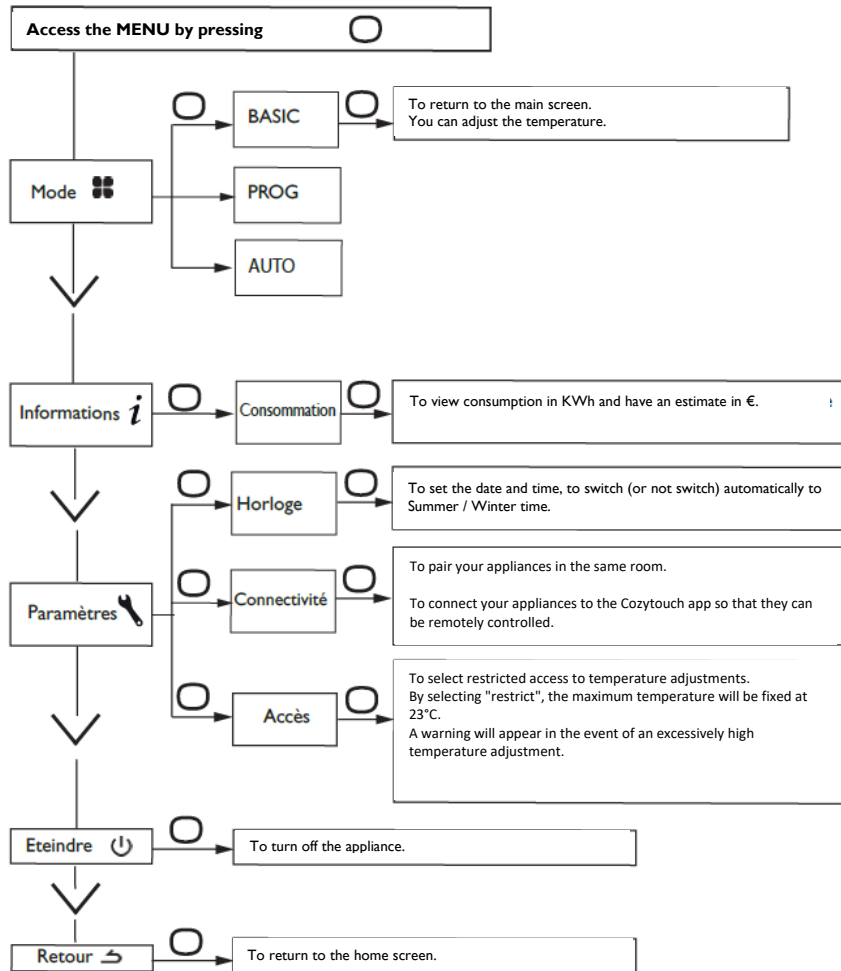 Access the MENU by pressing
BASIC
To return to the main screen.
You can adjust the temperature.
Mode
PROG
AUTO
Informations i
Consommation
To view consumption in KWh and have an estimate in €.
Horloge
To set the date and time, to switch (or not switch) automatically to
Summer / Winter time.
Paramètres
Connectivité
To pair your appliances in the same room.
To connect your appliances to the Cozytouch app so that they can
be remotely controlled.
Accès
To select restricted access to temperature adjustments.
By selecting "restrict", the maximum temperature will be fixed at
23°C.
A warning will appear in the event of an excessively high
temperature adjustment.
Eteindre
To turn off the appliance.
Retour
To return to the home screen.